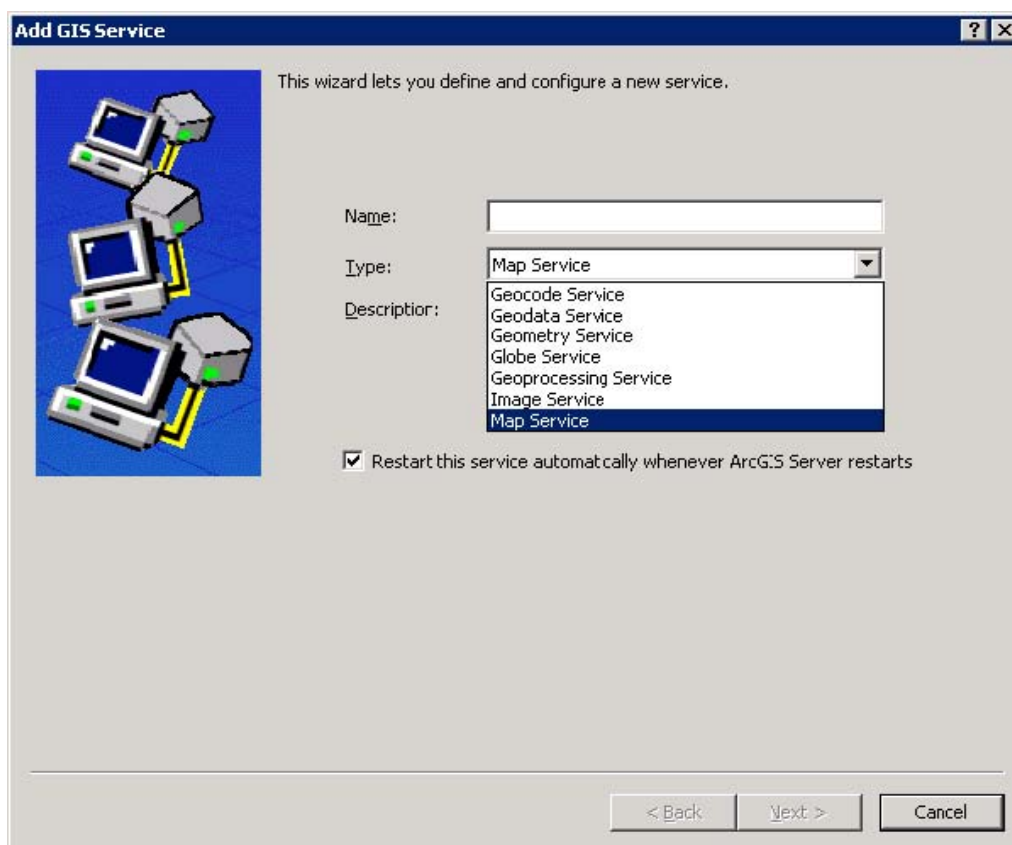 Add GIS Service
This wizard lets you define and configure a new service.
Name:
Type: Map Service
Description:
Geocode Service
Geodata Service
Geometry Service
Globe Service
Geoprocessing Service
Image Service
Map Service
Restart this service automatically whenever ArcGIS Server restarts
< Back Next > Cancel